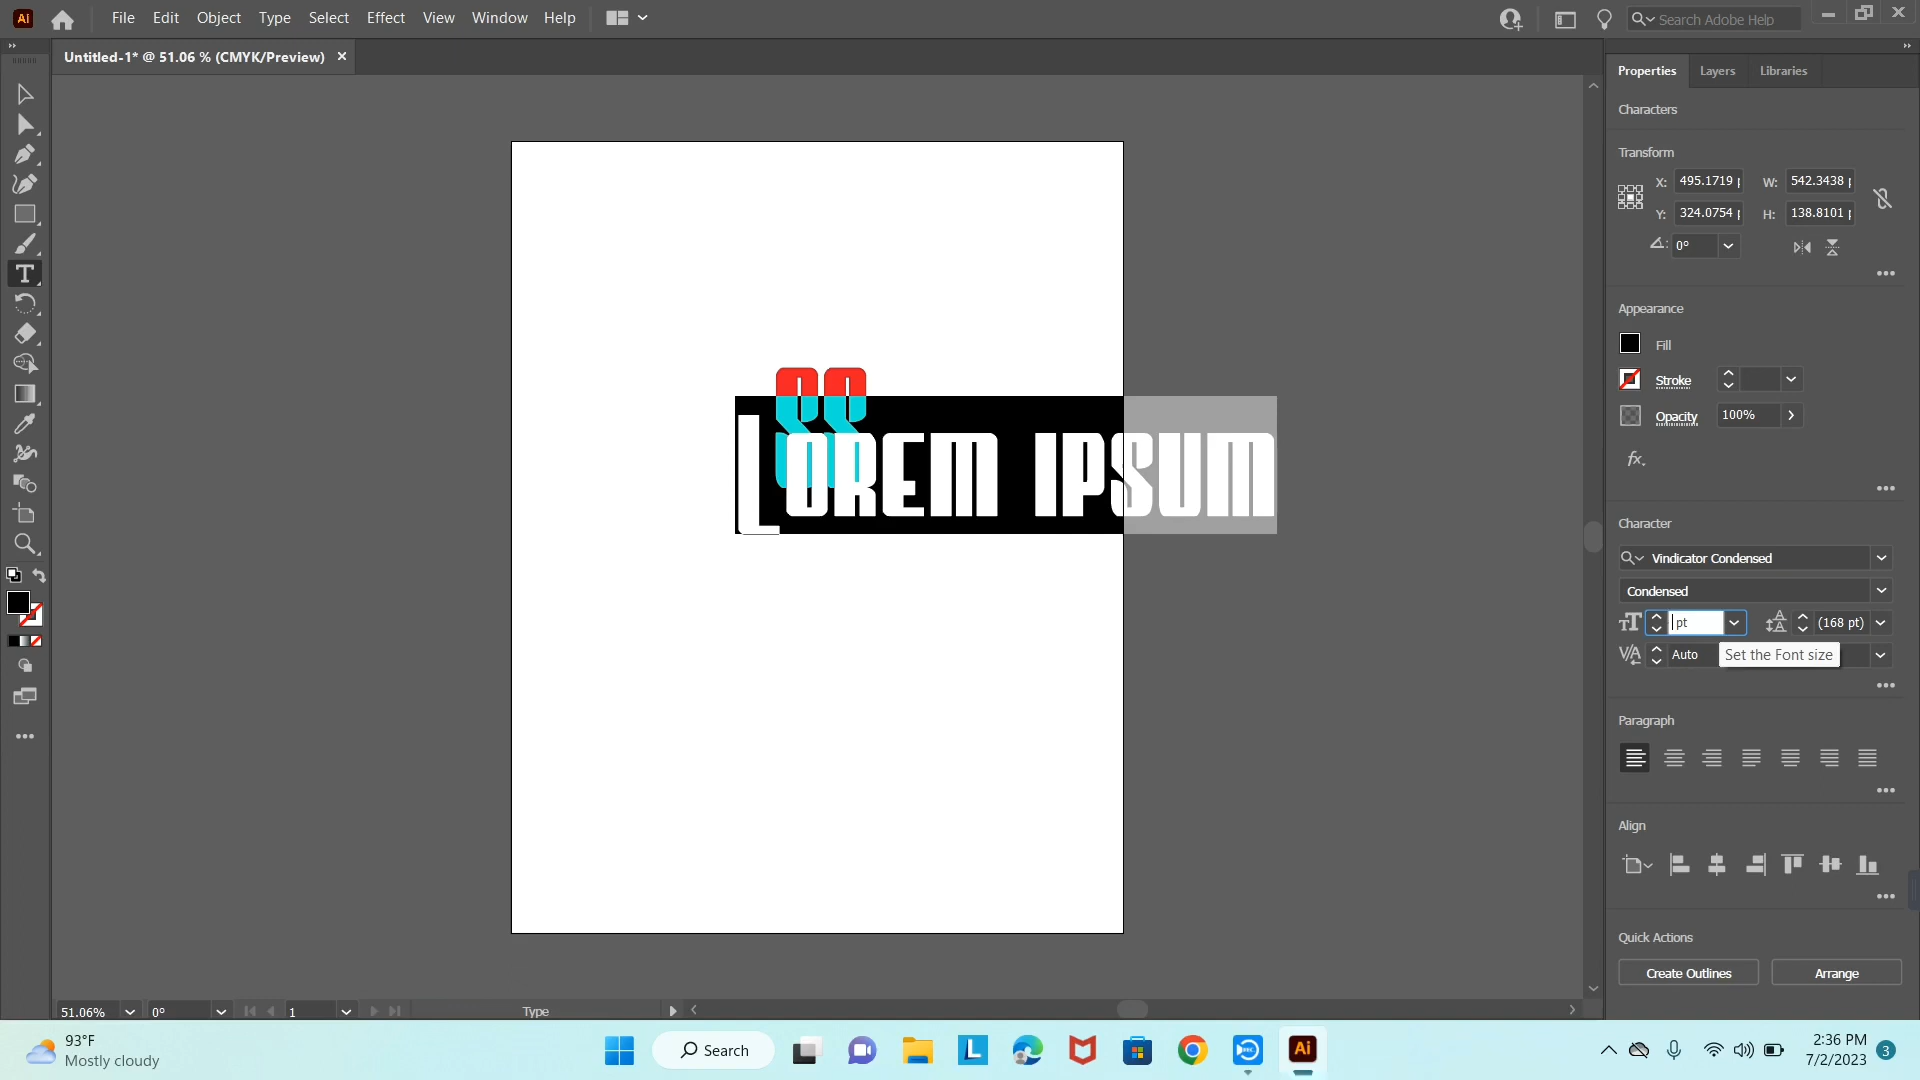 Ai File Edit Object Type Select Effect View Window Help Search Adobe Help
Untitled-1* @ 51.06 % (CMYK/Preview)
Properties Layers Libraries
Characters
Transform
X: 495.1719 W: 542.3438
Y: 324.0754 H: 138.8101
0°
Appearance
Fill
Stroke
Opacity 100%
fx.
Lorem ipsum
Character
Vindicator Condensed
Condensed
pt (168 pt)
Auto Set the Font size
Paragraph
Align
Quick Actions
Create Outlines Arrange
51.06% 0° 1 Type
93°F
Mostly cloudy
Search
Ai
2:36 PM
7/2/2023
3